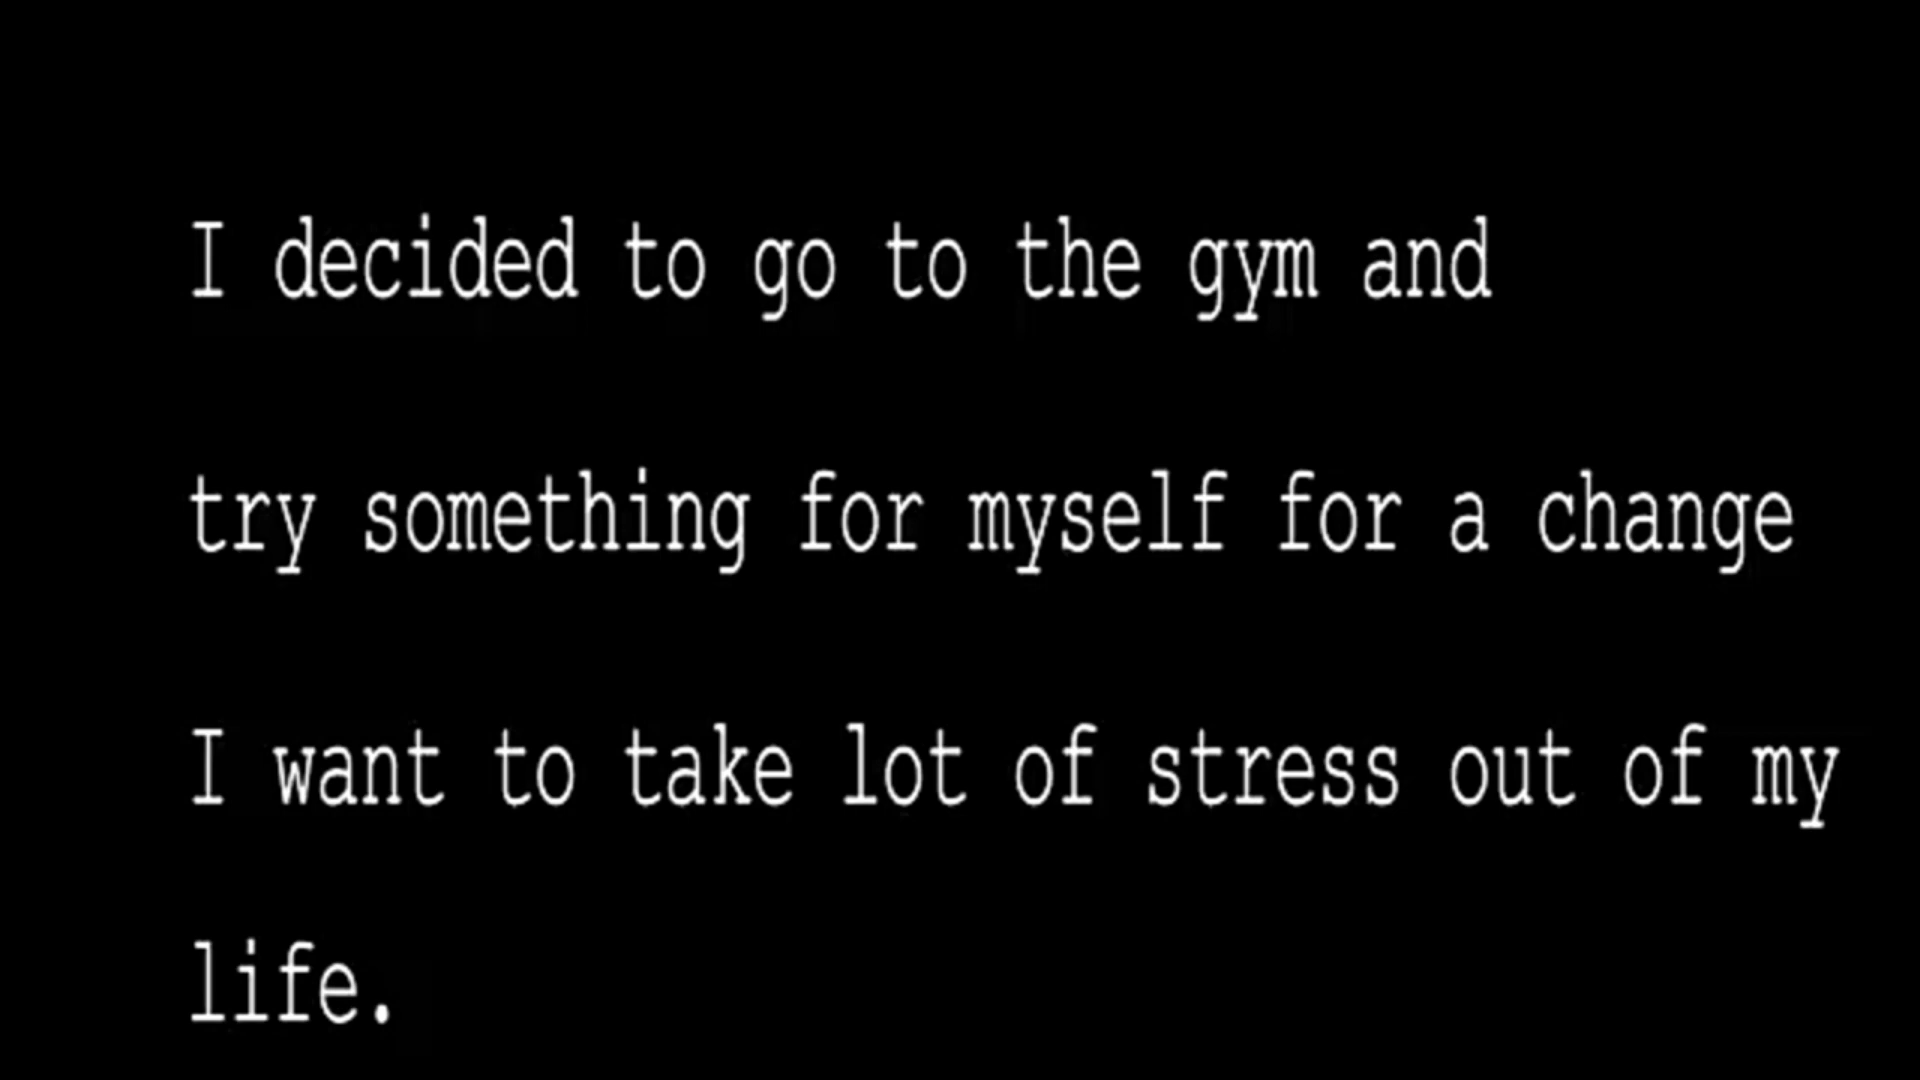 I decided to go to the gym and
try something for myself for a change
I want to take lot of stress out of my
life.